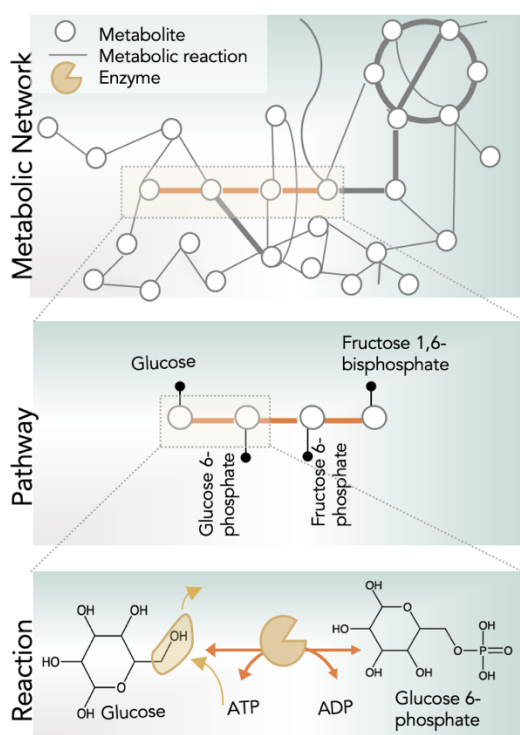 Metabolite
Metabolic reaction
Enzyme
Metabolic Network
Pathway
Glucose
Fructose 1,6-
bisphosphate
Glucose 6-
phosphate
Fructose 6-
phosphate
Reaction
OH
OH
OH
HO
O
OH
Glucose
ATP
ADP
OH
O
HO
HO
OH
O
OH
P
O
OH
Glucose 6-
phosphate